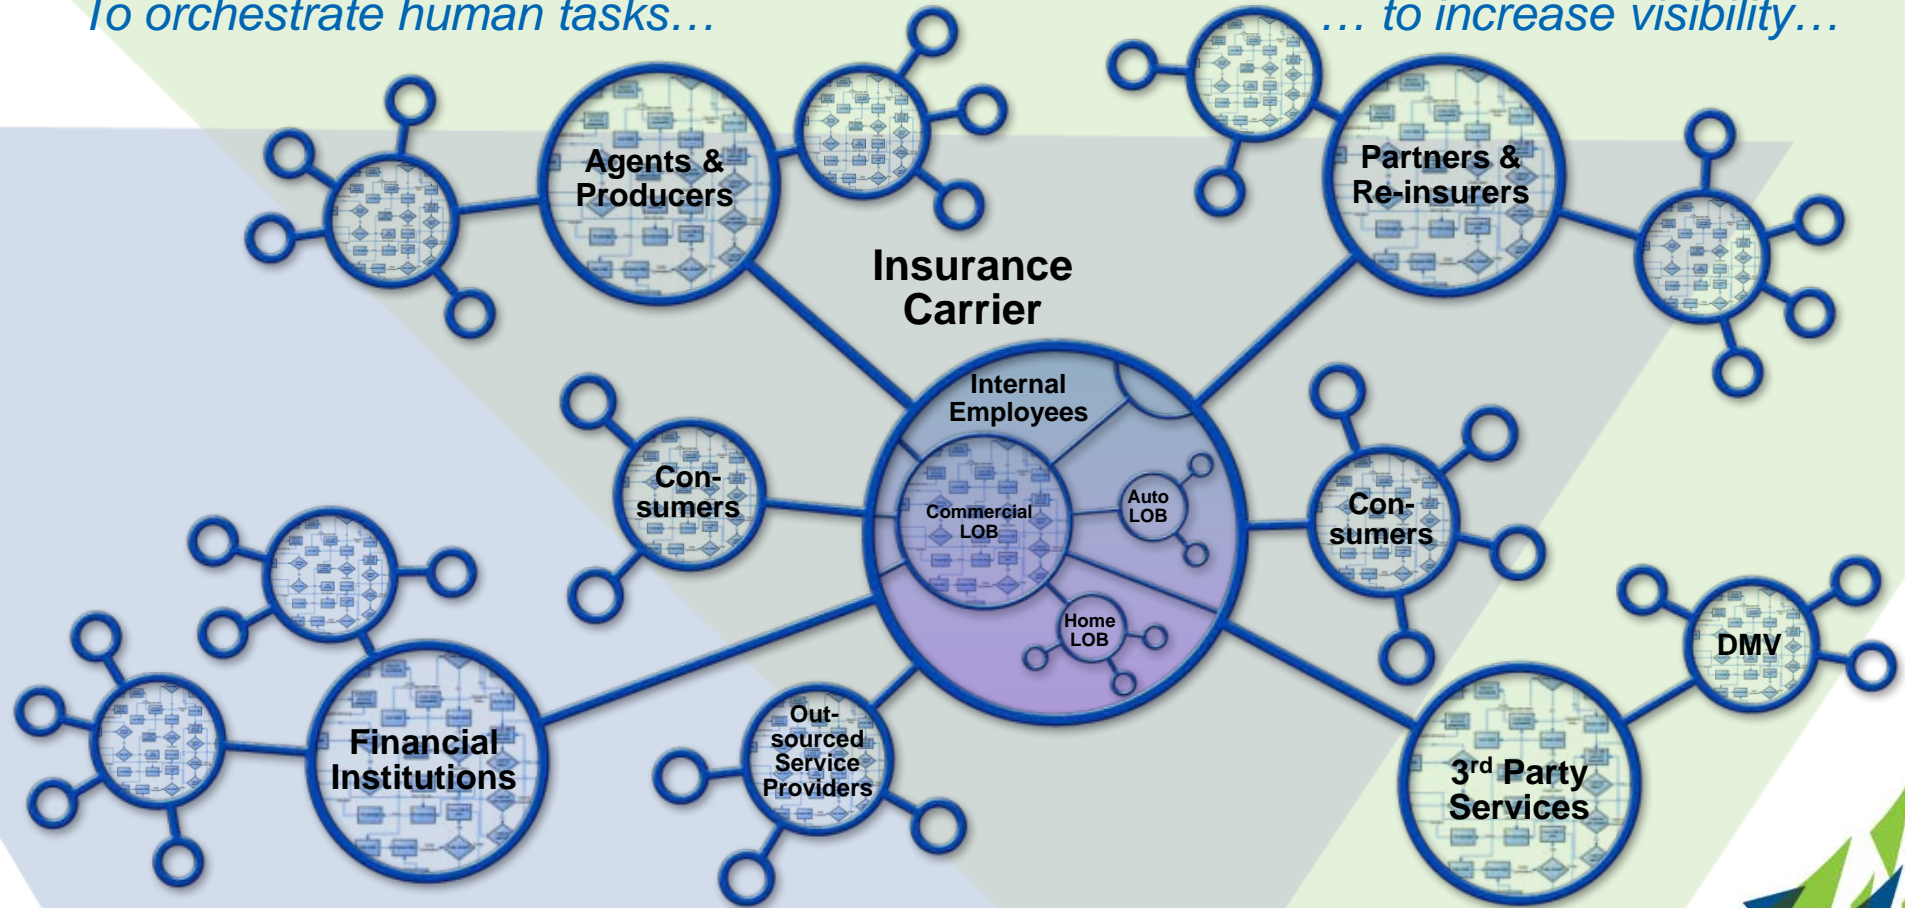 To orchestrate human tasks…
… to increase visibility…
Agents &
Producers
Partners &
Re-insurers
Insurance
Carrier
Internal
Employees
Con-
sumers
Commercial
LOB
Auto
LOB
Con-
sumers
Home
LOB
DMV
Financial
Institutions
Out-
sourced
Service
Providers
3rd Party
Services